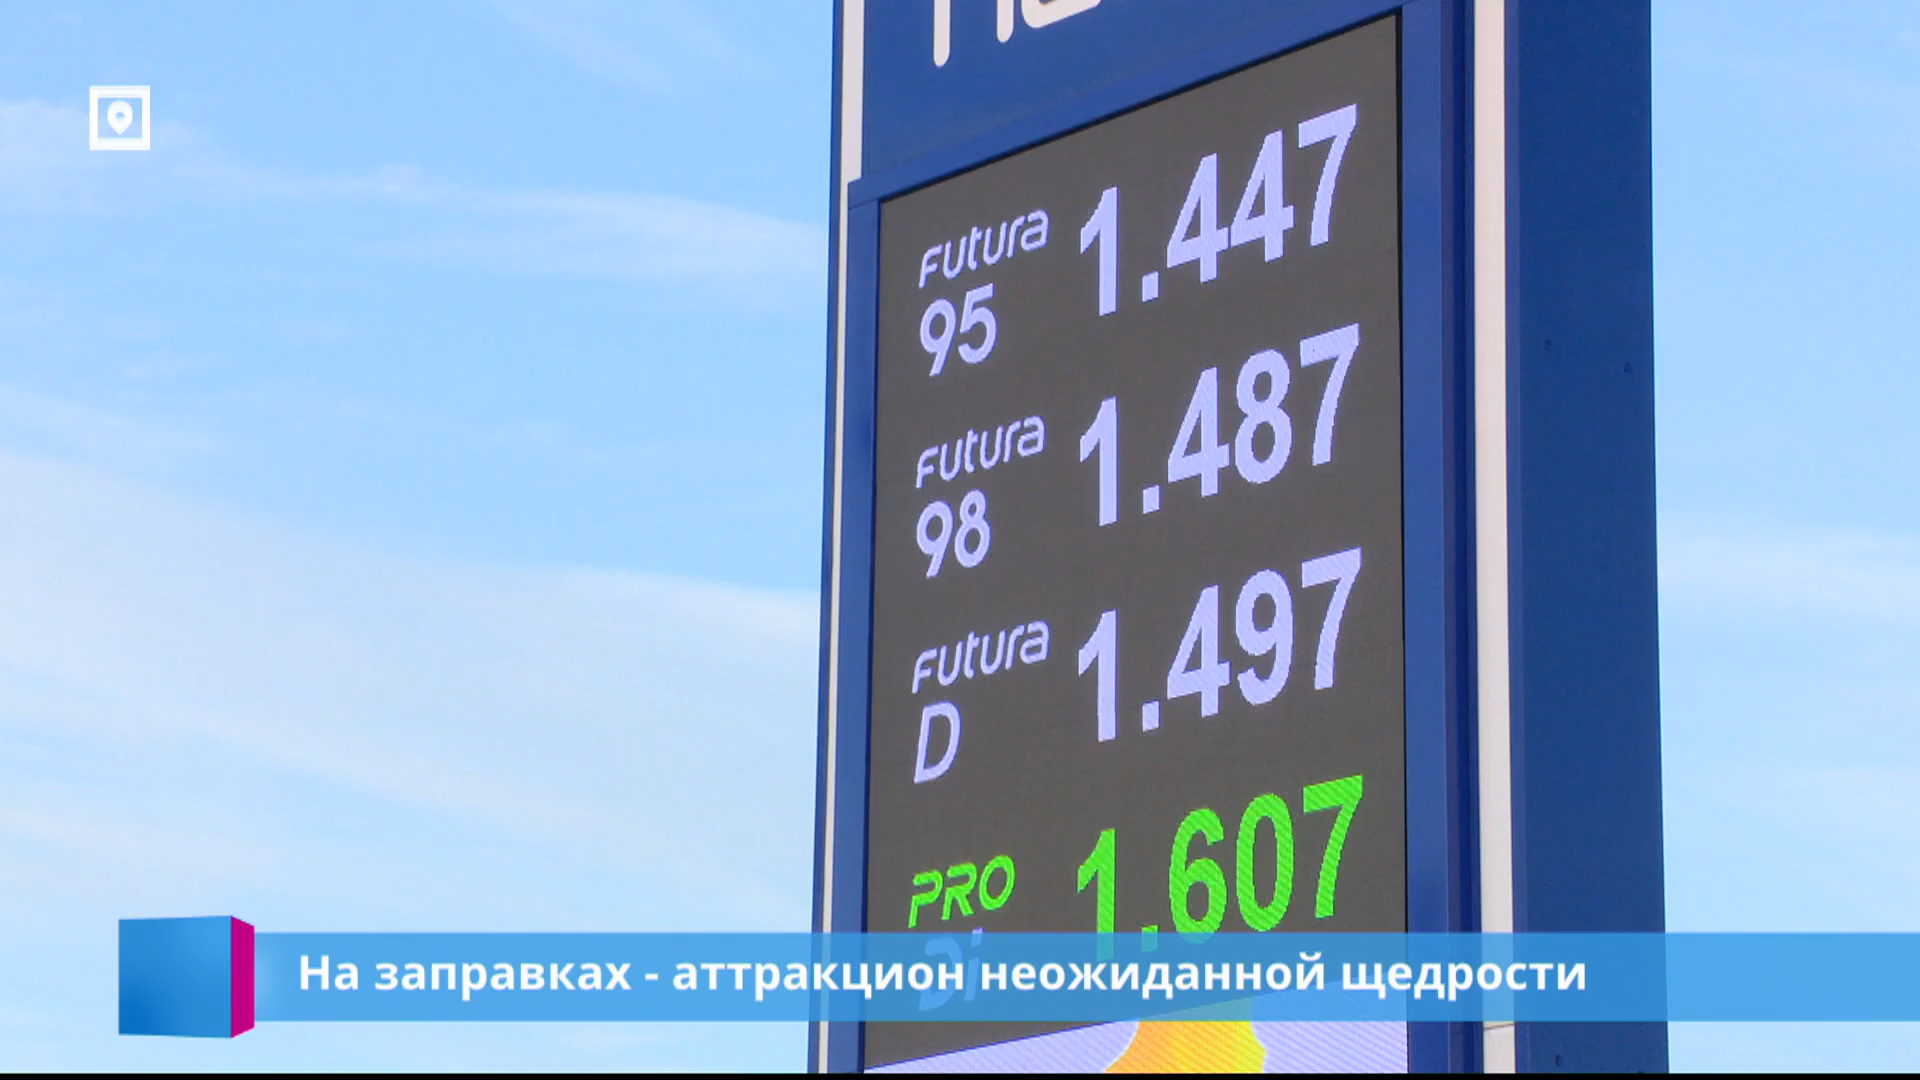 Futura
95 1.447
Futura
98 1.487
Futura
D 1.497
PRO 1.607
Di
На заправках - аттракцион неожиданной щедрости